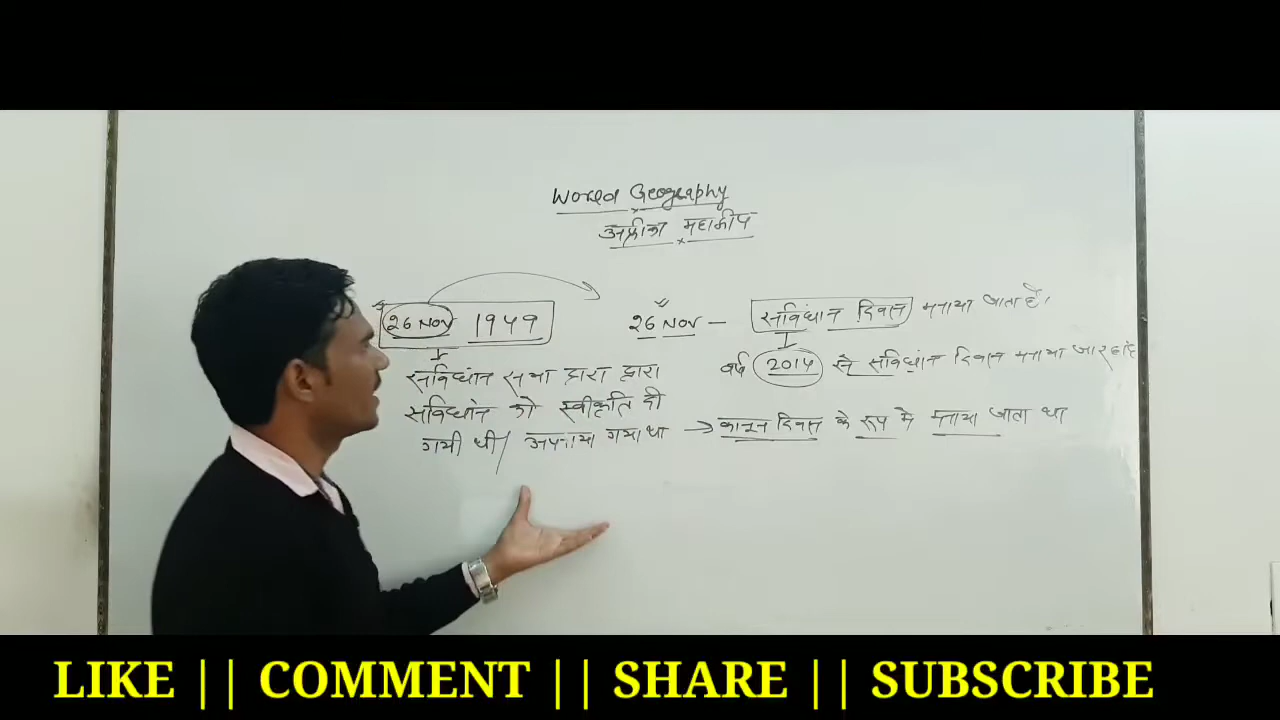 World Geography
अफ्रीका महाद्वीप
26 Nov 1949
संविधान सभा द्वारा द्वारा
संविधान को स्वीकृति दी
गयी थी / अपनाया गया था
26 Nov — संविधान दिवस मनाया जाता है।
वर्ष 2015 से संविधान दिवस मनाया जा रहा है
→ कानून दिवस के रूप मे मनाया जाता था
LIKE || COMMENT || SHARE || SUBSCRIBE